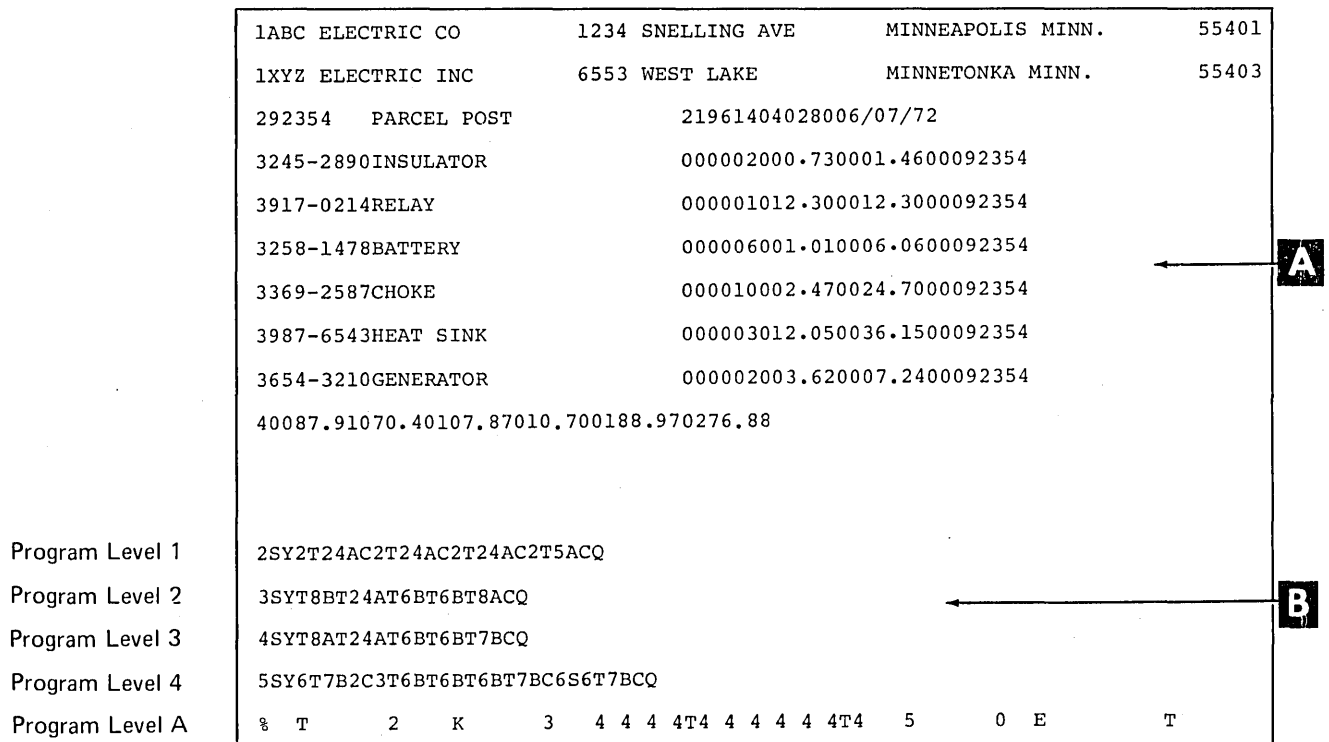 1ABC ELECTRIC CO 1234 SNELLING AVE MINNEAPOLIS MINN. 55401
1XYZ ELECTRIC INC 6553 WEST LAKE MINNETONKA MINN. 55403
292354 PARCEL POST 21961404028006/07/72
3245-2890INSULATOR 000002000.730001.4600092354
3917-0214RELAY 000001012.300012.3000092354
3258-1478BATTERY 000006001.010006.0600092354
A
3369-2587CHOKE 000010002.470024.7000092354
3987-6543HEAT SINK 000003012.050036.1500092354
3654-3210GENERATOR 000002003.620007.2400092354
40087.91070.40107.87010.700188.970276.88
Program Level 1 2SY2T24AC2T24AC2T24AC2T5ACQ
Program Level 2 3SYT8BT24AT6BT6BT8ACQ
B
Program Level 3 4SYT8AT24AT6BT6BT7BCQ
Program Level 4 5SY6T7B2C3T6BT6BT6BT7BC6S6T7BCQ
Program Level A % T 2 K 3 4 4 4 4T4 4 4 4 4T4 5 0 E T